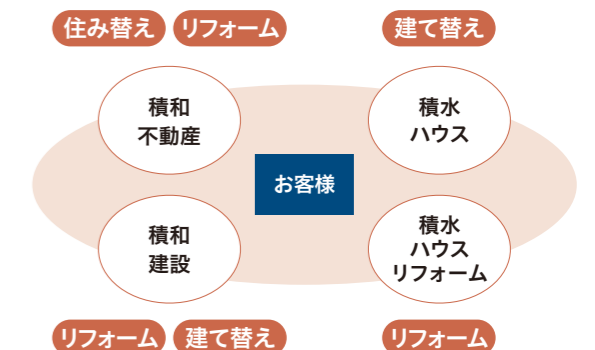 住み替え リフォーム
建て替え
積和
不動産
積水
ハウス
お客様
積和
建設
積水
ハウス
リフォーム
リフォーム 建て替え
リフォーム